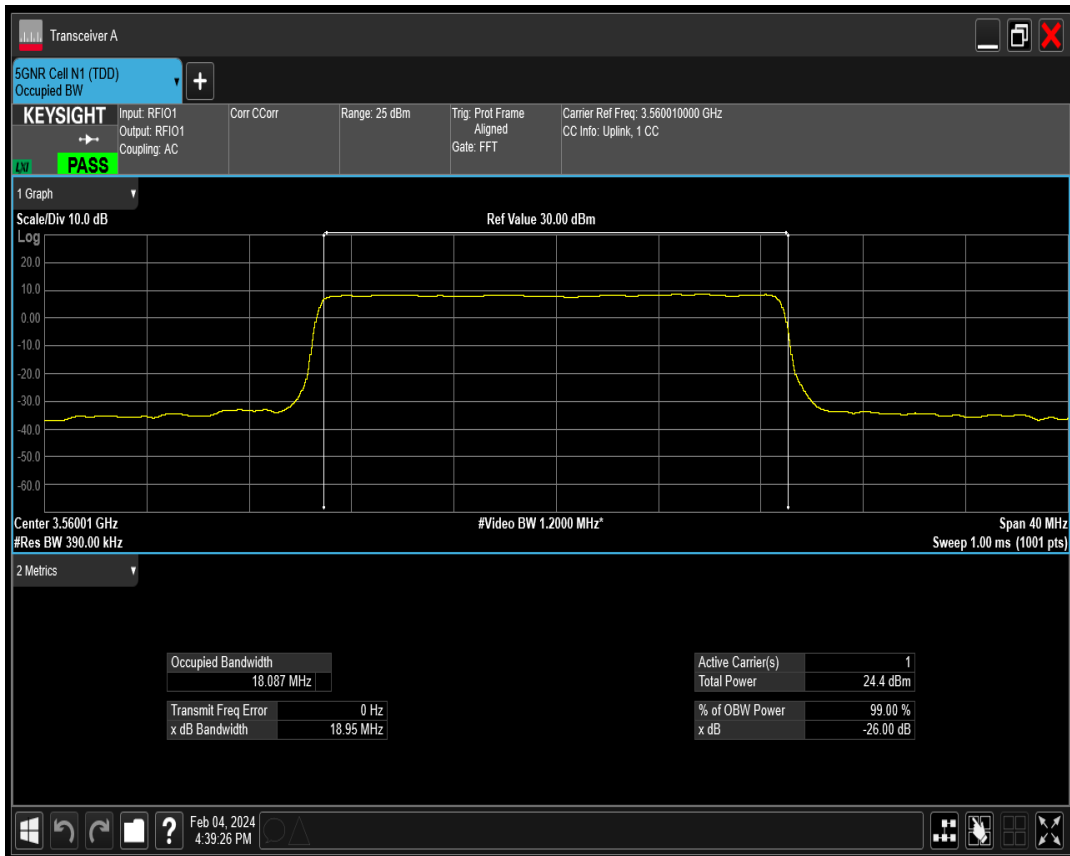 Transceiver A
5GNR Cell N1 (TDD)
Occupied BW
+
KEYSIGHT
LXI
PASS
Input: RFIO1
Output: RFIO1
Coupling: AC
Corr CCorr
Range: 25 dBm
Trig: Prot Frame
Aligned
Gate: FFT
Carrier Ref Freq: 3.560010000 GHz
CC Info: Uplink, 1 CC
1 Graph
Scale/Div 10.0 dB
Ref Value 30.00 dBm
Log
20.0
10.0
0.00
-10.0
-20.0
-30.0
-40.0
-50.0
-60.0
Center 3.56001 GHz
#Video BW 1.2000 MHz*
Span 40 MHz
#Res BW 390.00 kHz
Sweep 1.00 ms (1001 pts)
2 Metrics
Occupied Bandwidth
18.087 MHz
Transmit Freq Error 0 Hz
x dB Bandwidth 18.95 MHz
Active Carrier(s) 1
Total Power 24.4 dBm
% of OBW Power 99.00 %
x dB -26.00 dB
?
Feb 04, 2024
4:39:26 PM